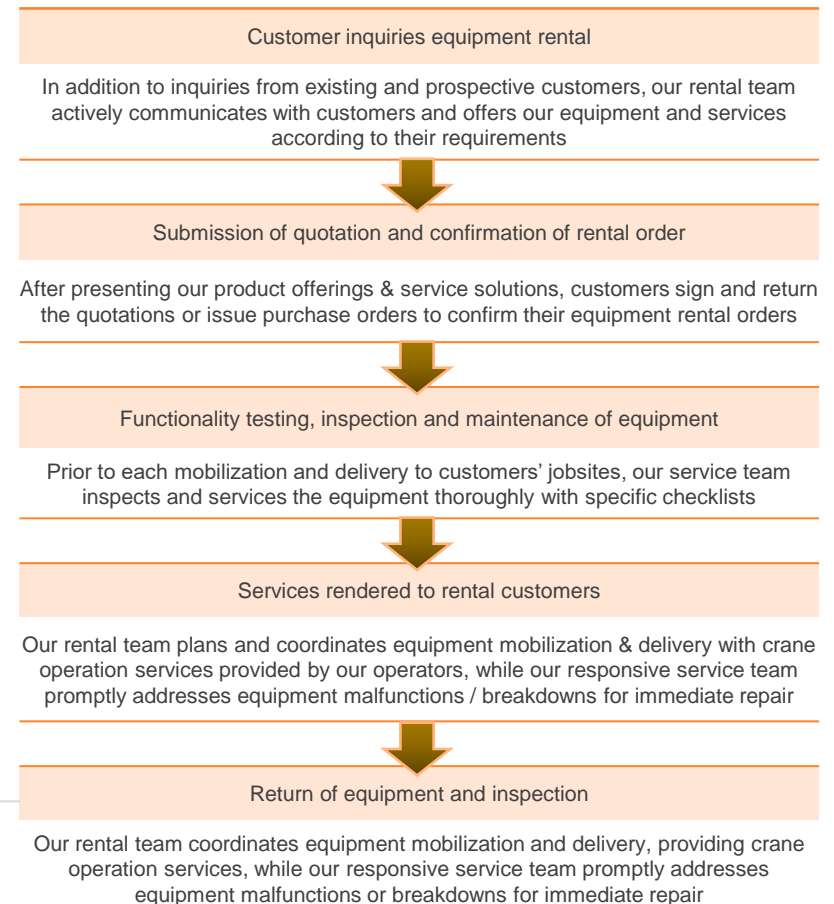 Customer inquiries equipment rental
In addition to inquiries from existing and prospective customers, our rental team
actively communicates with customers and offers our equipment and services
according to their requirements
Submission of quotation and confirmation of rental order
After presenting our product offerings & service solutions, customers sign and return
the quotations or issue purchase orders to confirm their equipment rental orders
Functionality testing, inspection and maintenance of equipment
Prior to each mobilization and delivery to customers’ jobsites, our service team
inspects and services the equipment thoroughly with specific checklists
Services rendered to rental customers
Our rental team plans and coordinates equipment mobilization & delivery with crane
operation services provided by our operators, while our responsive service team
promptly addresses equipment malfunctions / breakdowns for immediate repair
Return of equipment and inspection
Our rental team coordinates equipment mobilization and delivery, providing crane
operation services, while our responsive service team promptly addresses
equipment malfunctions or breakdowns for immediate repair